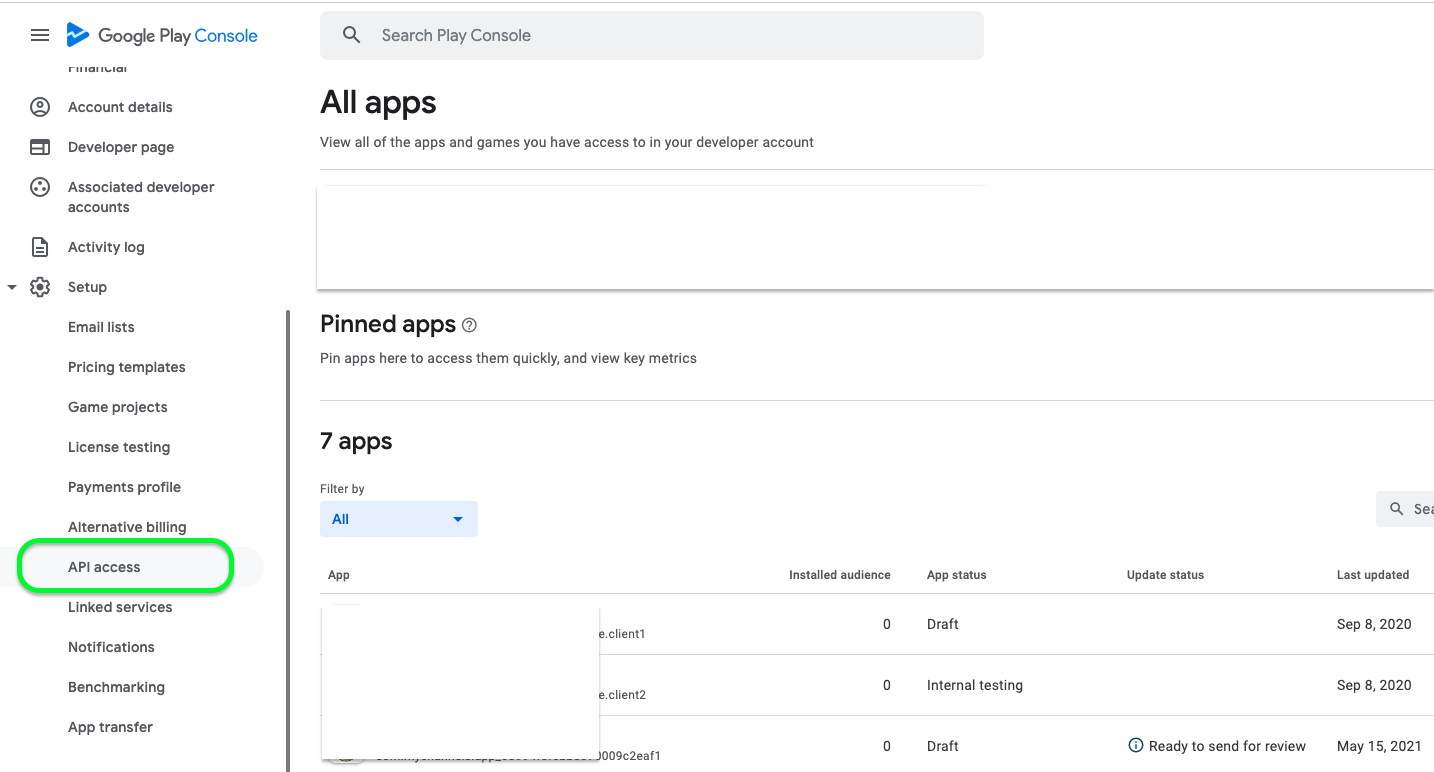 Google Play Console
Search Play Console
Financial
Account details
Developer page
Associated developer
accounts
Activity log
Setup
Email lists
Pricing templates
Game projects
License testing
Payments profile
Alternative billing
API access
Linked services
Notifications
Benchmarking
App transfer
All apps
View all of the apps and games you have access to in your developer account
Pinned apps
Pin apps here to access them quickly, and view key metrics
7 apps
Filter by
All
Sea
App Installed audience App status Update status Last updated
e.client1 0 Draft Sep 8, 2020
e.client2 0 Internal testing Sep 8, 2020
0009c2eaf1 0 Draft Ready to send for review May 15, 2021